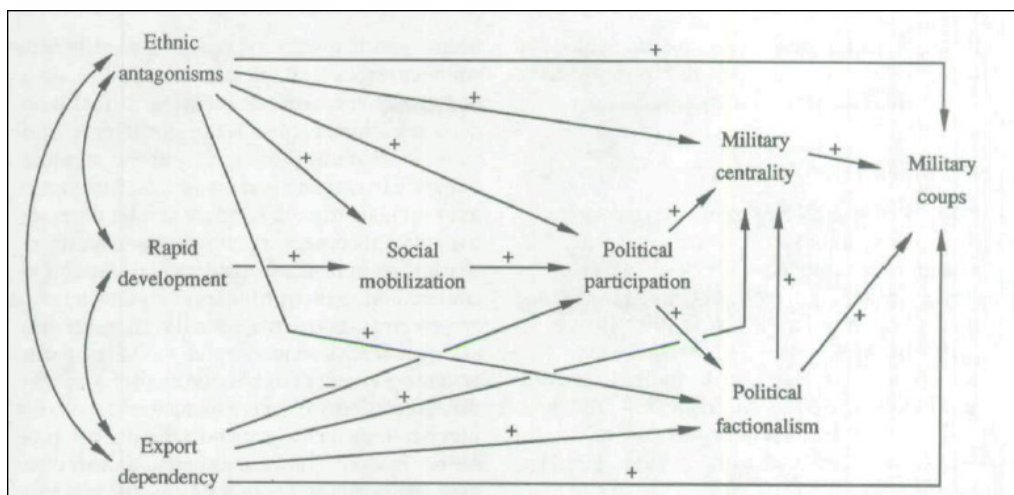 Ethnic
antagonisms
+
+
+
+
Military
centrality
+
Military
coups
Rapid
development
+
Social
mobilization
+
Political
participation
+
+
+
+
+
+
Political
factionalism
+
Export
dependency
+